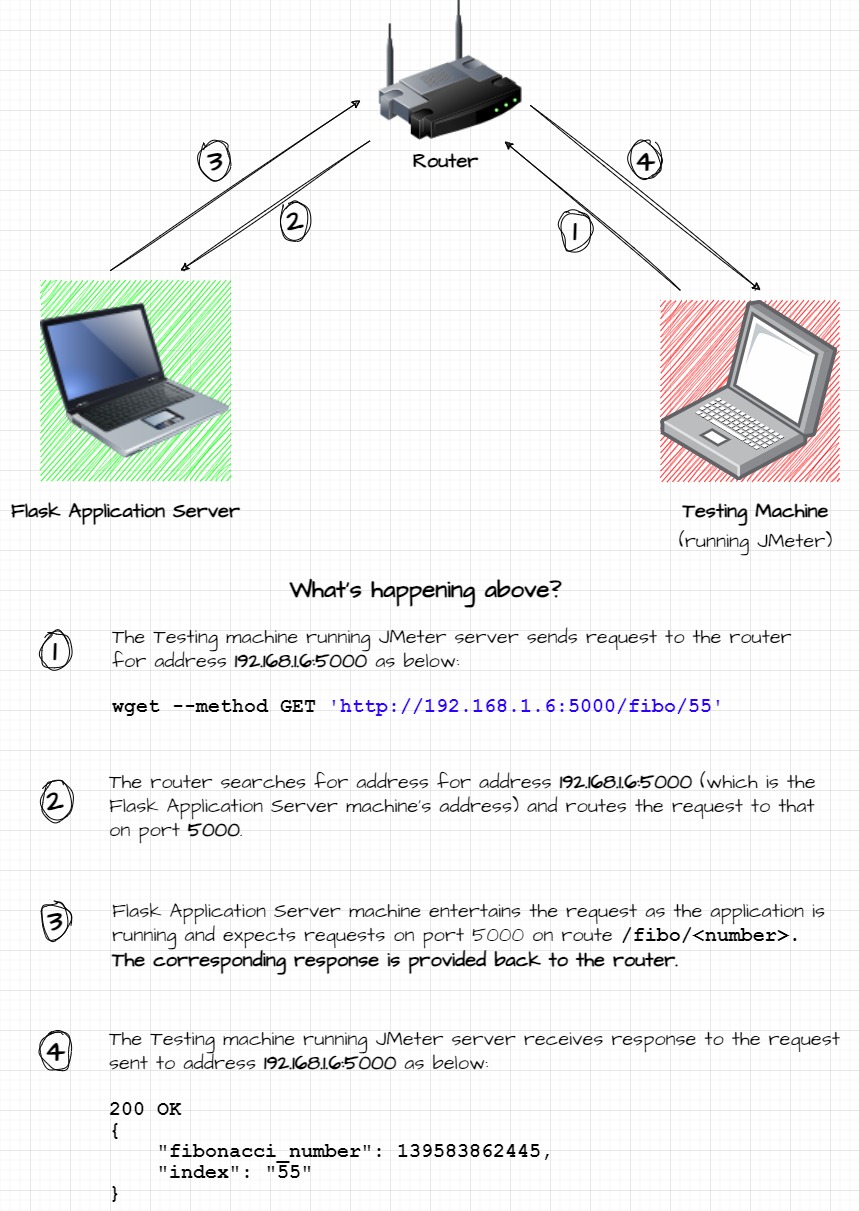 Router
3
4
2
1
Flask Application Server
Testing Machine
(running JMeter)
What's happening above?
1
The Testing machine running JMeter server sends request to the router
for address 192.168.1.6:5000 as below:
wget --method GET 'http://192.168.1.6:5000/fibo/55'
2
The router searches for address for address 192.168.1.6:5000 (which is the
Flask Application Server machine's address) and routes the request to that
on port 5000.
3
Flask Application Server machine entertains the request as the application is
running and expects requests on port 5000 on route /fibo/<number>.
The corresponding response is provided back to the router.
4
The Testing machine running JMeter server receives response to the request
sent to address 192.168.1.6:5000 as below:
200 OK
{
"fibonacci_number": 139583862445,
"index": "55"
}